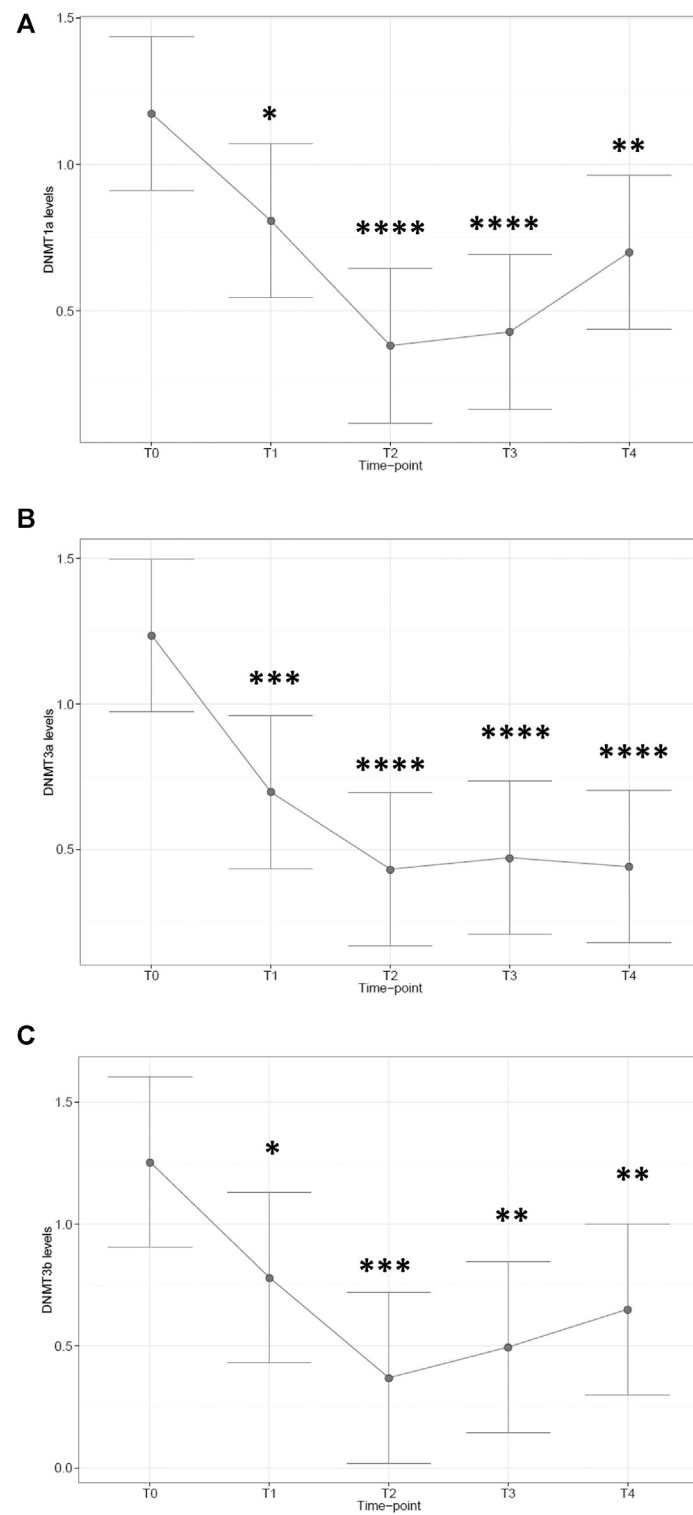 A
1.5
*
**
1.0
****
****
DNMT1a levels
0.5
T0 T1 T2 T3 T4
Time-point
B
1.5
***
1.0
****
****
****
DNMT3a levels
0.5
T0 T1 T2 T3 T4
Time-point
C
1.5
*
**
**
1.0
***
DNMT3b levels
0.5
0.0
T0 T1 T2 T3 T4
Time-point